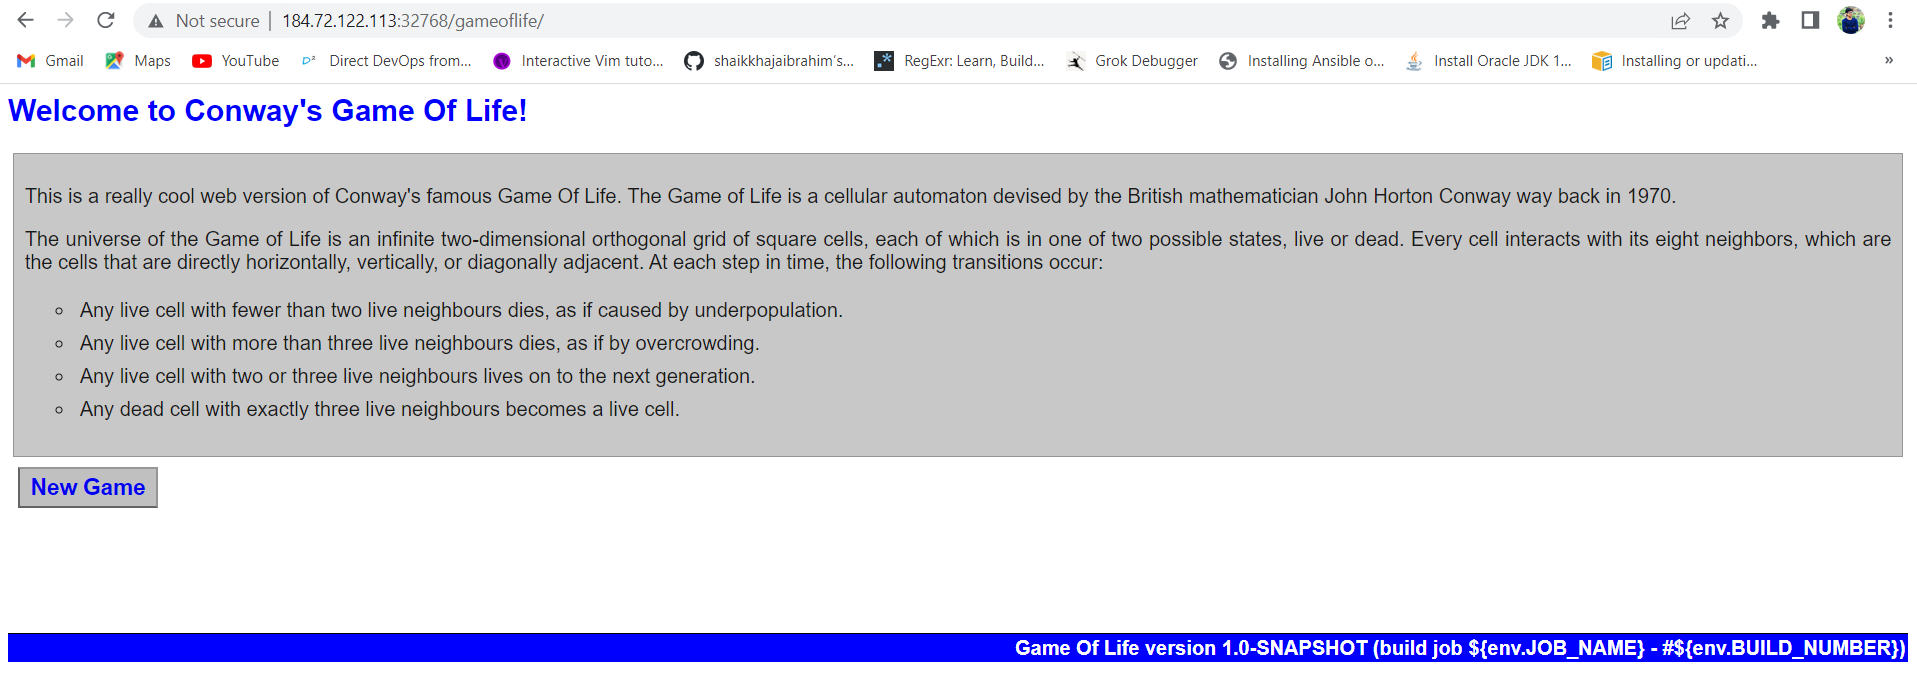 Not secure | 184.72.122.113:32768/gameoflife/
Gmail Maps YouTube Direct DevOps from... Interactive Vim tuto... shaikkhajaibrahim's... RegExr: Learn, Build... Grok Debugger Installing Ansible o... Install Oracle JDK 1... Installing or updati... »
Welcome to Conway's Game Of Life!
This is a really cool web version of Conway's famous Game Of Life. The Game of Life is a cellular automaton devised by the British mathematician John Horton Conway way back in 1970.
The universe of the Game of Life is an infinite two-dimensional orthogonal grid of square cells, each of which is in one of two possible states, live or dead. Every cell interacts with its eight neighbors, which are
the cells that are directly horizontally, vertically, or diagonally adjacent. At each step in time, the following transitions occur:
Any live cell with fewer than two live neighbours dies, as if caused by underpopulation.
Any live cell with more than three live neighbours dies, as if by overcrowding.
Any live cell with two or three live neighbours lives on to the next generation.
Any dead cell with exactly three live neighbours becomes a live cell.
New Game
Game Of Life version 1.0-SNAPSHOT (build job ${env.JOB_NAME} - #${env.BUILD_NUMBER})